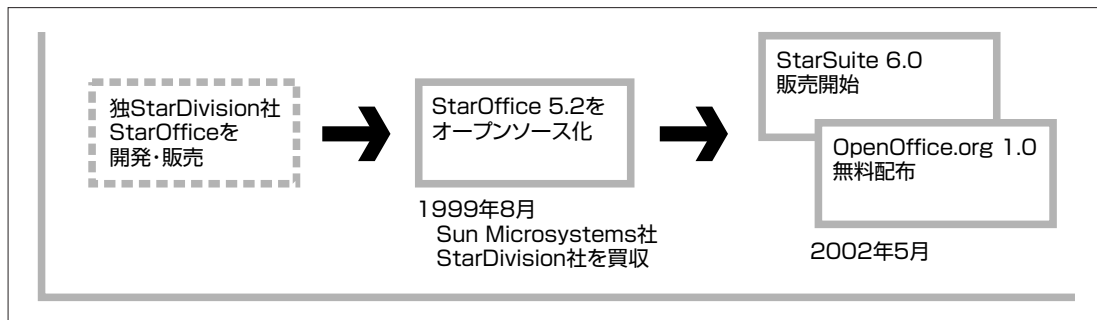 独StarDivision社
StarOfficeを
開発・販売
StarOffice 5.2を
オープンソース化
1999年8月
Sun Microsystems社
StarDivision社を買収
StarSuite 6.0
販売開始
OpenOffice.org 1.0
無料配布
2002年5月